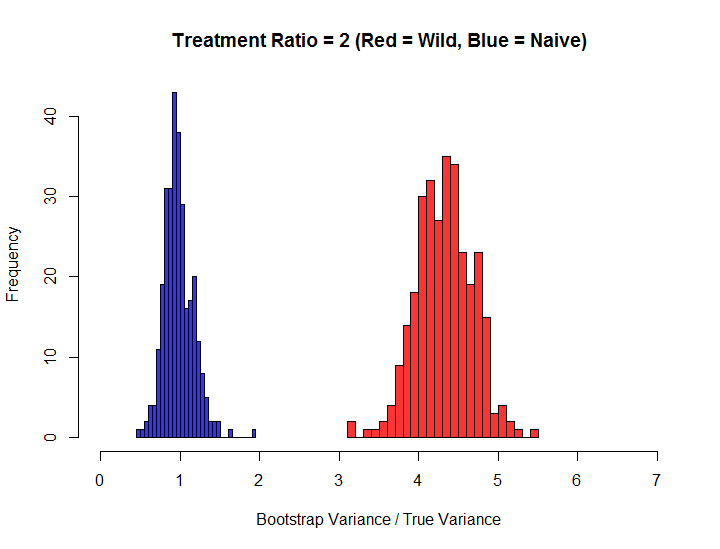 Treatment Ratio = 2 (Red = Wild, Blue = Naive)
Frequency
40
30
20
10
0
0 1 2 3 4 5 6 7
Bootstrap Variance / True Variance